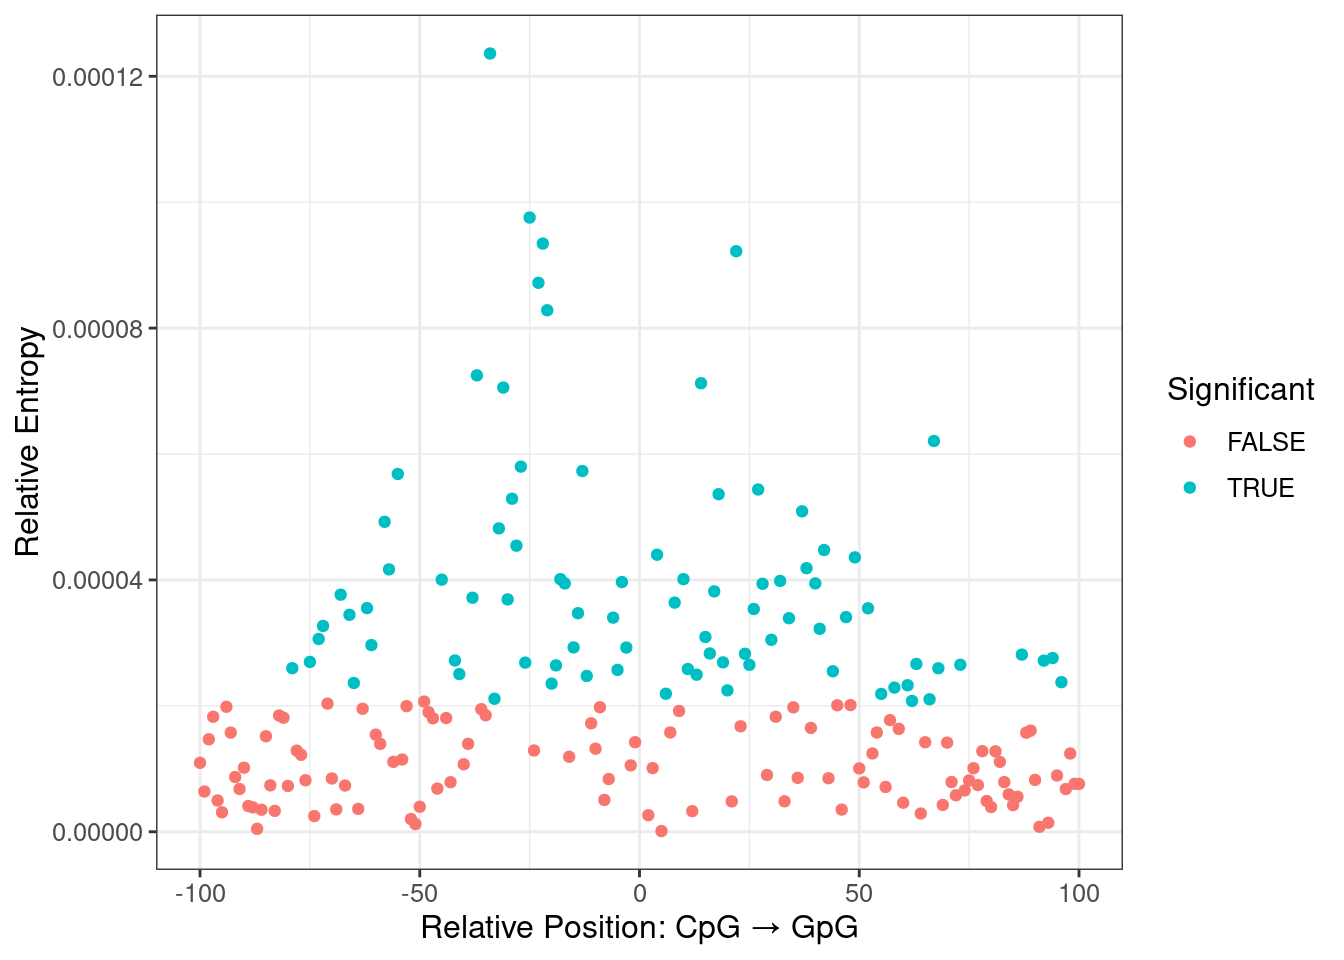 0.00012
0.00008
0.00004
0.00000
Relative Entropy
-100 -50 0 50 100
Relative Position: CpG → GpG
Significant
FALSE
TRUE